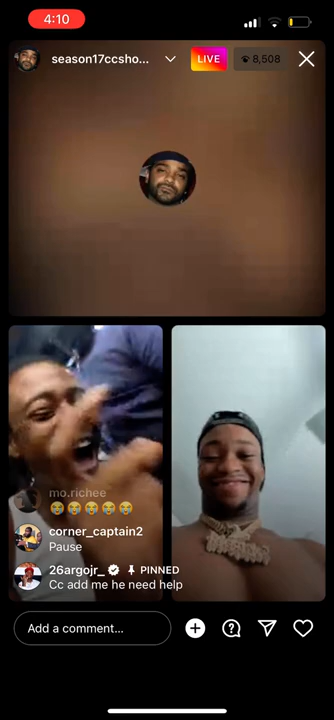 4:10
season17ccsho...
LIVE
8,508
mo.richee
😭😭😭😭😭
corner_captain2
Pause
26argojr_ PINNED
Cc add me he need help
Add a comment...